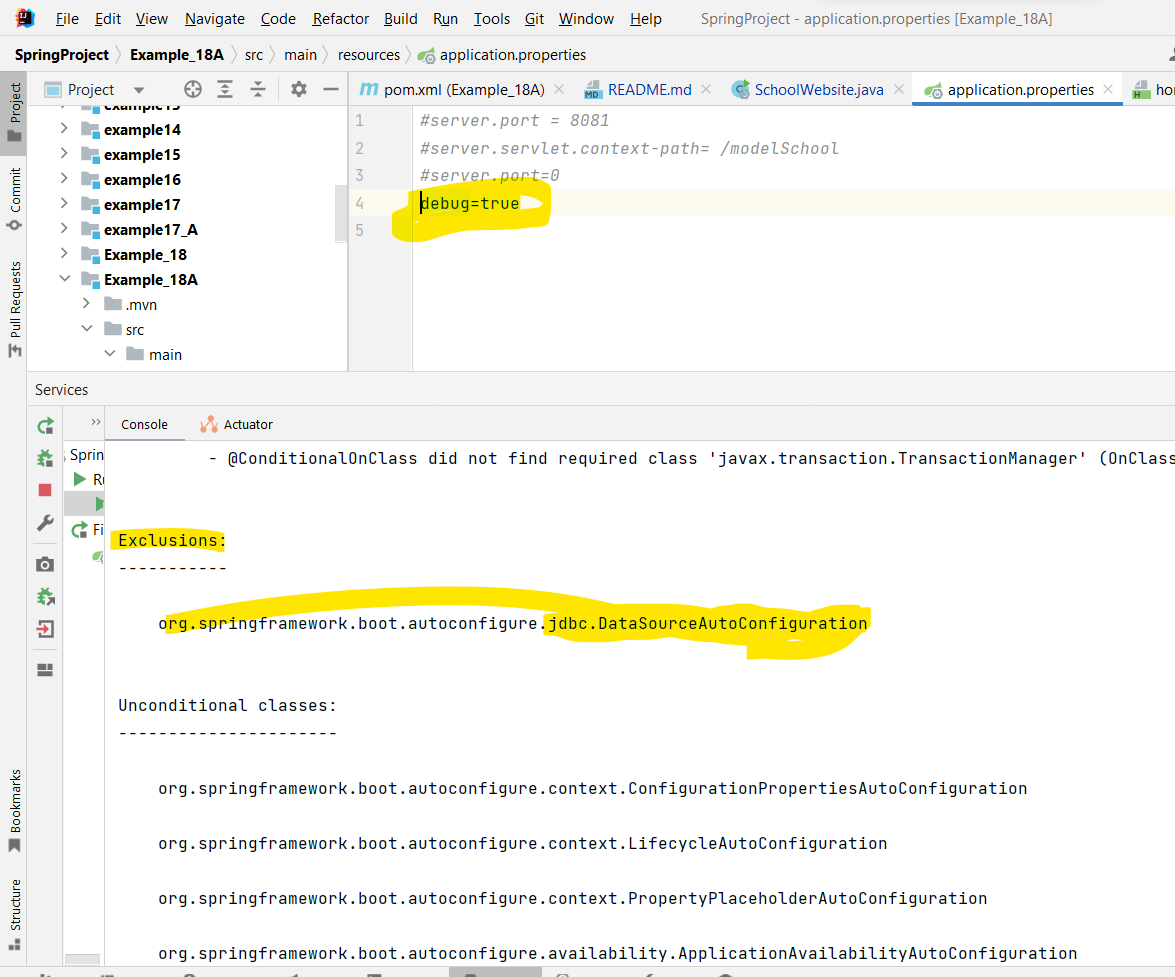 File Edit View Navigate Code Refactor Build Run Tools Git Window Help SpringProject - application.properties [Example_18A]
SpringProject Example_18A src main resources application.properties
Project pom.xml (Example_18A) README.md SchoolWebsite.java application.properties
Project
Commit
Pull Requests
Bookmarks
Structure
example14
example15
example16
example17
example17_A
Example_18
Example_18A
.mvn
src
main
1 #server.port = 8081
2 #server.servlet.context-path= /modelSchool
3 #server.port=0
4 debug=true
5
Services
Console Actuator
- @ConditionalOnClass did not find required class 'javax.transaction.TransactionManager' (OnClass
Exclusions:
-----------
org.springframework.boot.autoconfigure.jdbc.DataSourceAutoConfiguration
Unconditional classes:
----------------------
org.springframework.boot.autoconfigure.context.ConfigurationPropertiesAutoConfiguration
org.springframework.boot.autoconfigure.context.LifecycleAutoConfiguration
org.springframework.boot.autoconfigure.context.PropertyPlaceholderAutoConfiguration
org.springframework.boot.autoconfigure.availability.ApplicationAvailabilityAutoConfiguration